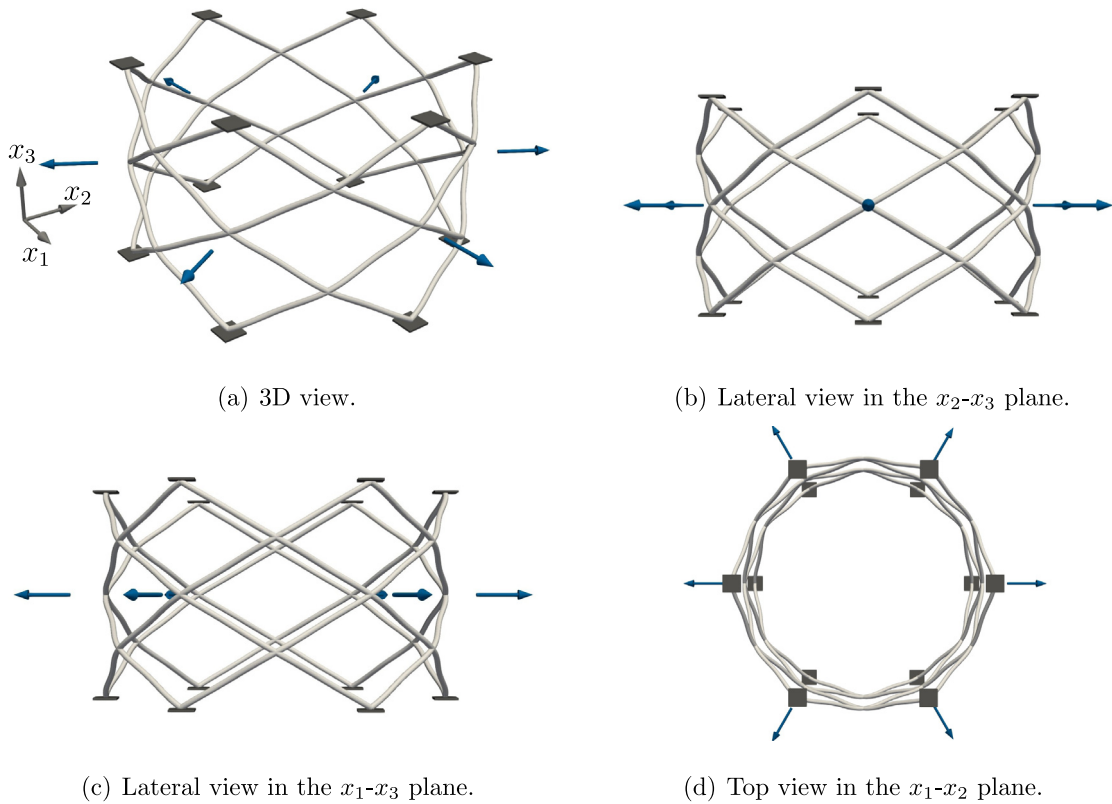 x₃
x₂
x₁
(a) 3D view.
(b) Lateral view in the x₂-x₃ plane.
(c) Lateral view in the x₁-x₃ plane.
(d) Top view in the x₁-x₂ plane.